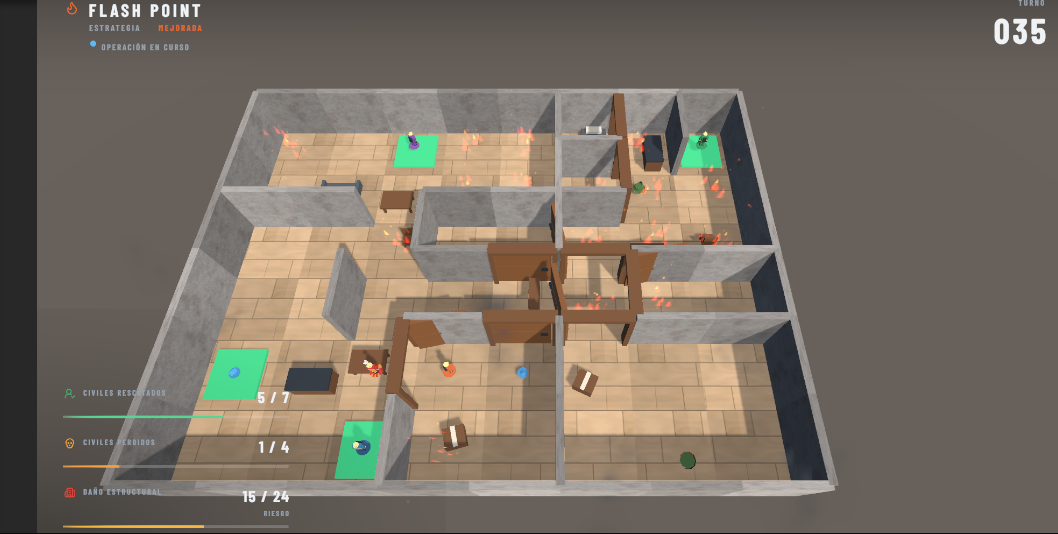 FLASH POINT
ESTRATEGIA MEJORADA
OPERACIÓN EN CURSO
TURNO
035
CIVILES RESCATADOS 5 / 7
CIVILES PERDIDOS 1 / 4
DAÑO ESTRUCTURAL 15 / 24
RIESGO